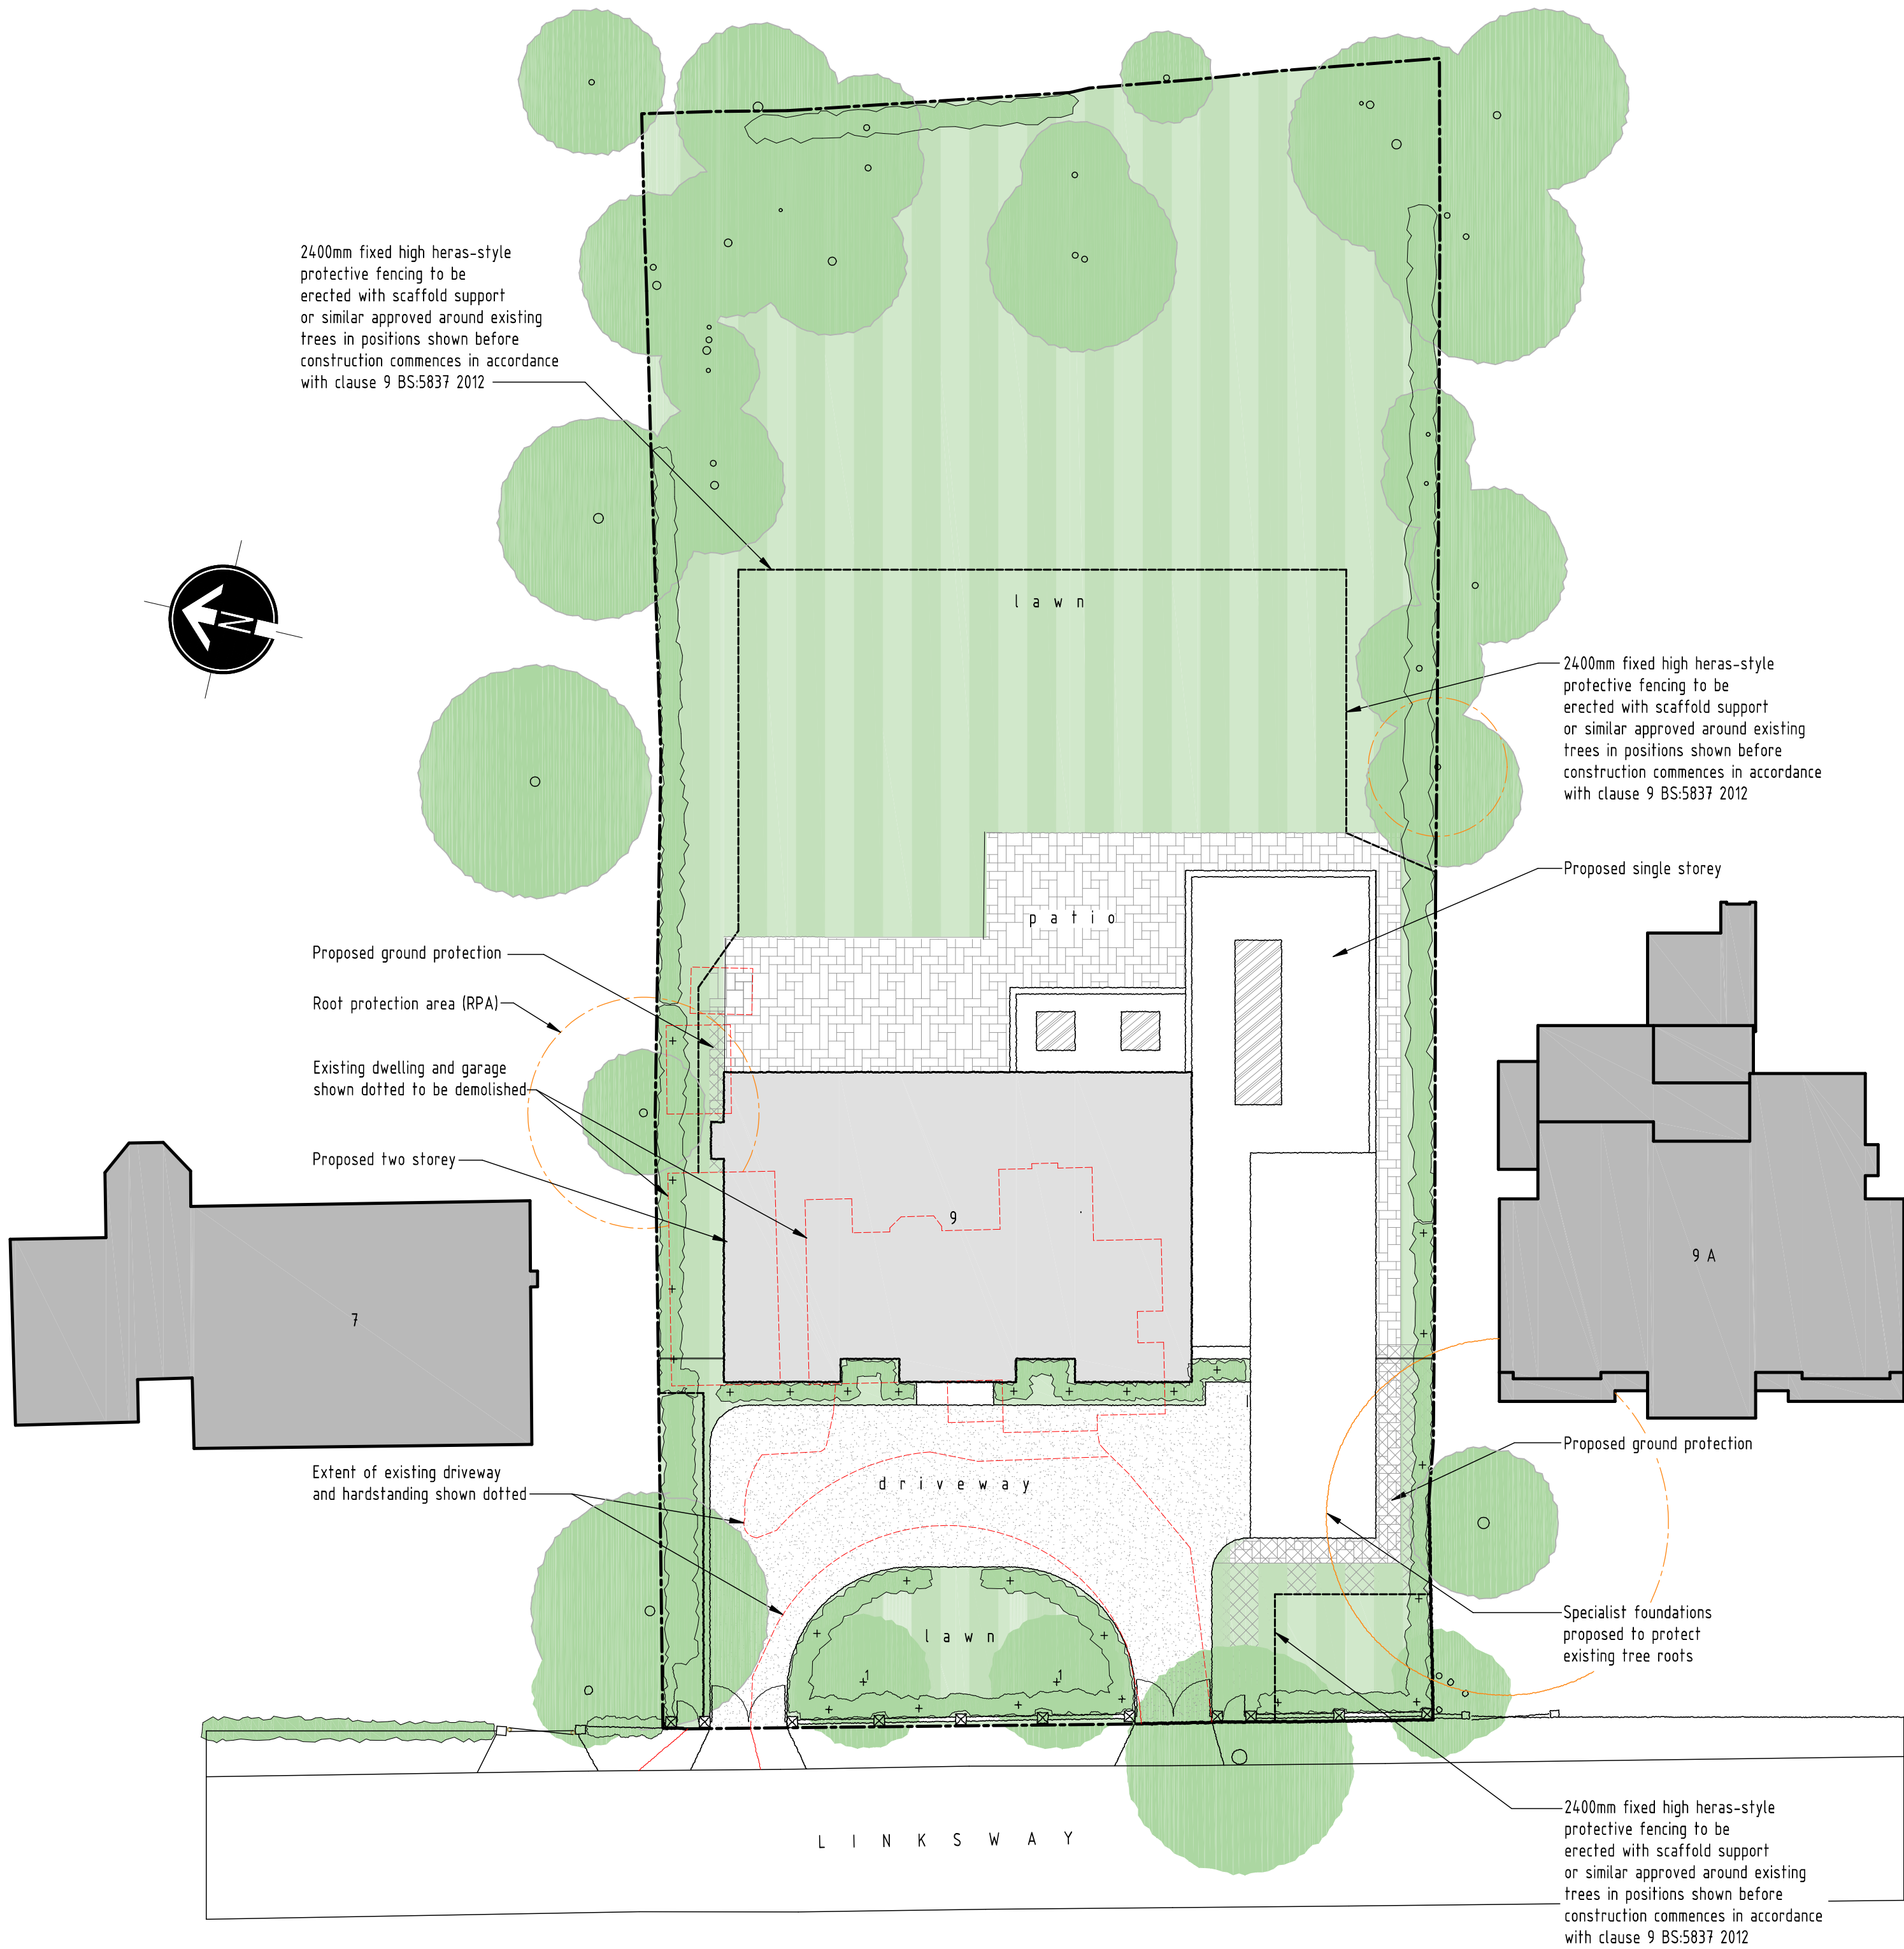 2400mm fixed high heras-style
protective fencing to be
erected with scaffold support
or similar approved around existing
trees in positions shown before
construction commences in accordance
with clause 9 BS:5837 2012
N
lawn
2400mm fixed high heras-style
protective fencing to be
erected with scaffold support
or similar approved around existing
trees in positions shown before
construction commences in accordance
with clause 9 BS:5837 2012
Proposed single storey
patio
Proposed ground protection
Root protection area (RPA)
Existing dwelling and garage
shown dotted to be demolished
Proposed two storey
9
9 A
7
Proposed ground protection
Extent of existing driveway
and hardstanding shown dotted
driveway
Specialist foundations
proposed to protect
existing tree roots
lawn
1
1
2400mm fixed high heras-style
protective fencing to be
erected with scaffold support
or similar approved around existing
trees in positions shown before
construction commences in accordance
with clause 9 BS:5837 2012
LINKSWAY